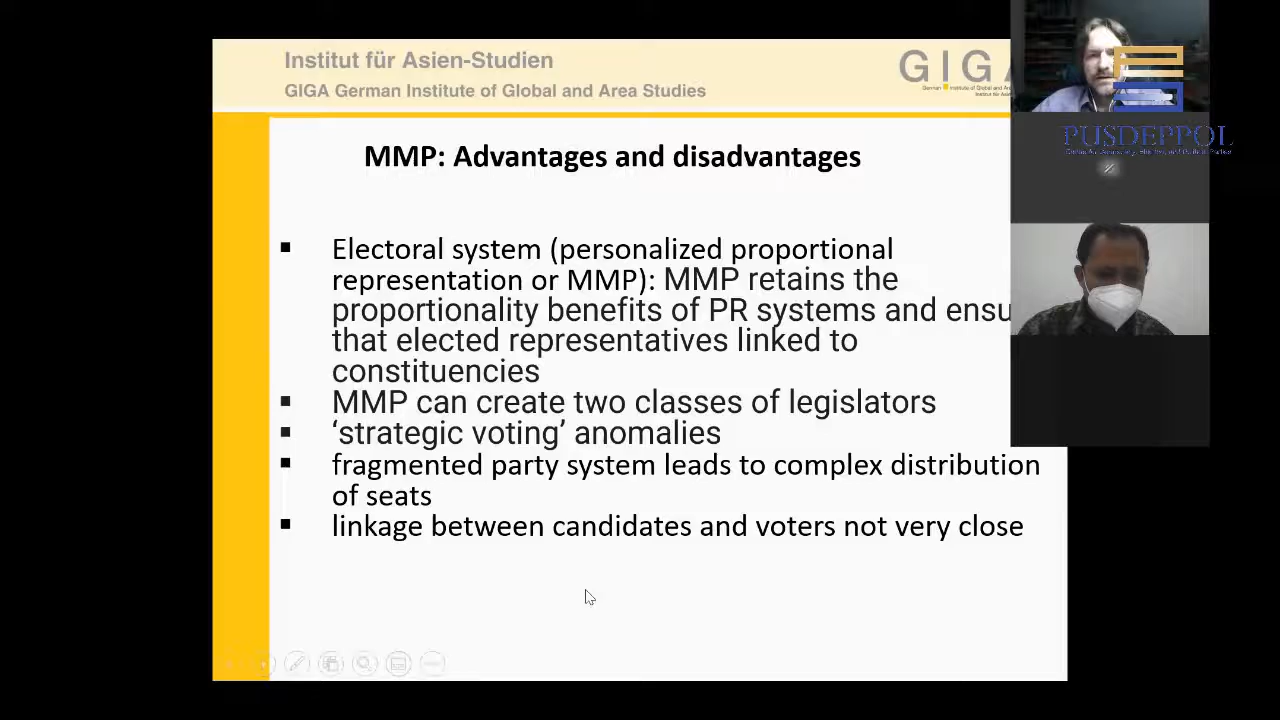 Institut für Asien-Studien
GIGA German Institute of Global and Area Studies
GIGA
MMP: Advantages and disadvantages
Electoral system (personalized proportional
representation or MMP): MMP retains the
proportionality benefits of PR systems and ensu
that elected representatives linked to
constituencies
MMP can create two classes of legislators
‘strategic voting’ anomalies
fragmented party system leads to complex distribution
of seats
linkage between candidates and voters not very close
PUSDEPPOL